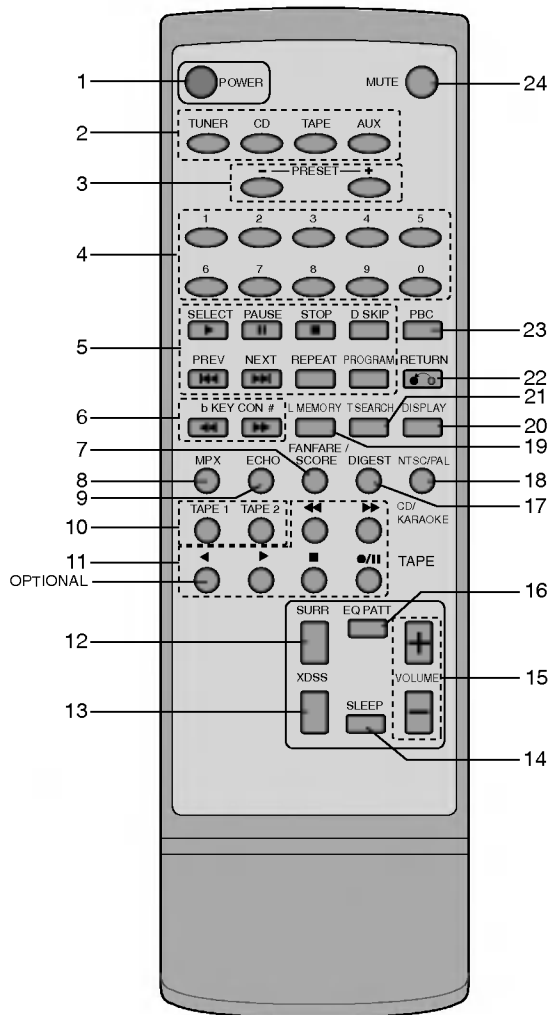 1 POWER MUTE 24
2 TUNER CD TAPE AUX
3 − PRESET +
1 2 3 4 5
4
6 7 8 9 0
SELECT PAUSE STOP D SKIP PBC
5 23
PREV NEXT REPEAT PROGRAM RETURN
22
21
6 b KEY CON # L MEMORY T SEARCH DISPLAY
20
19
7 FANFARE /
8 MPX ECHO SCORE DIGEST NTSC/PAL 18
9 17
10 TAPE 1 TAPE 2 CD/
KARAOKE
11 TAPE
OPTIONAL
12 SURR EQ PATT 16
VOLUME 15
13 XDSS SLEEP
14